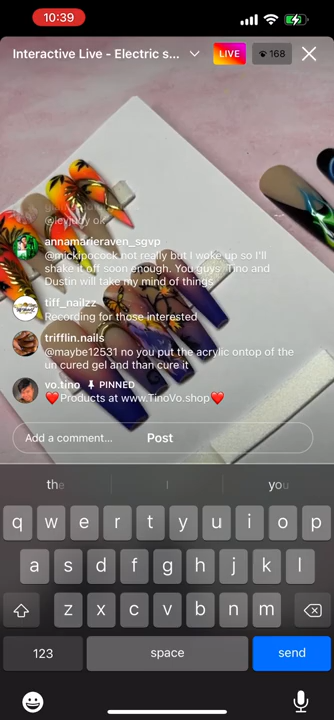 10:39
Interactive Live - Electric s...
LIVE
168
@leyjudy ok
annamarieraven_sgvp
@mickipocock not really but I woke up so I'll
shake it off soon enough. You guys Tino and
Dustin will take my mind of things
tiff_nailzz
Recording for those interested
trifflin.nails
@maybe12531 no you put the acrylic ontop of the
un cured gel and than cure it
vo.tino PINNED
❤️Products at www.TinoVo.shop❤️
Add a comment... Post
the I you
q w e r t y u i o p
a s d f g h j k l
z x c v b n m
123 space send